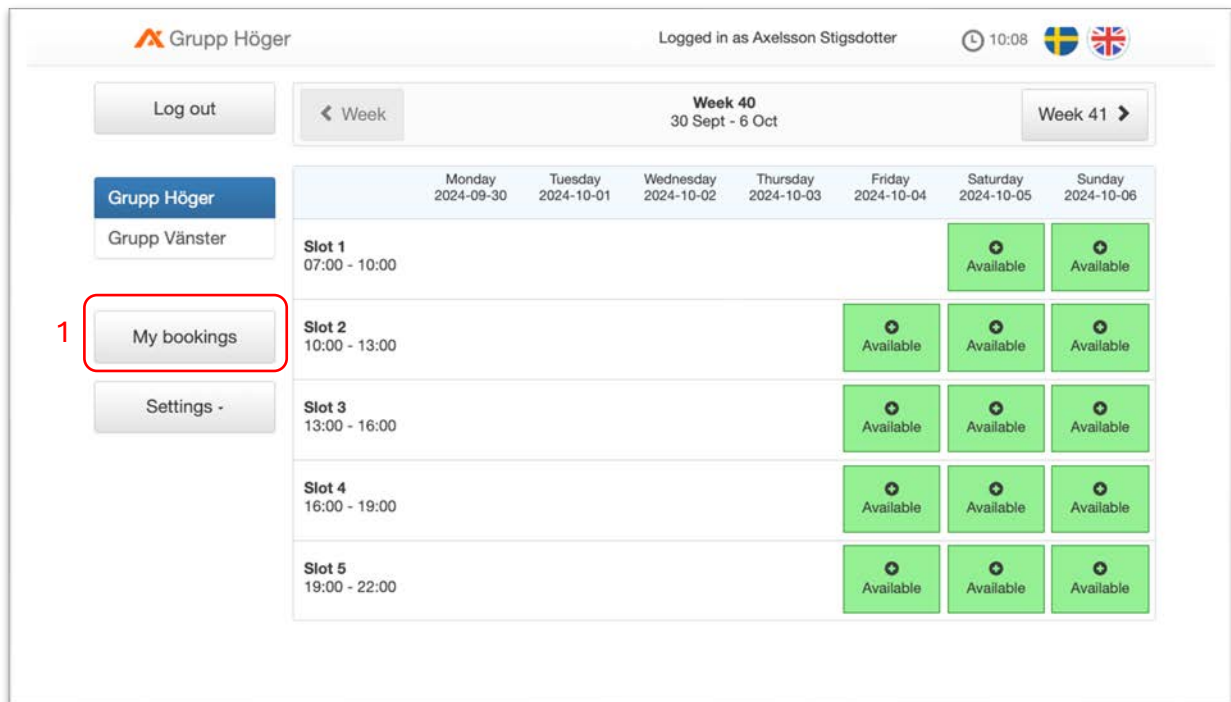 Grupp Höger
Logged in as Axelsson Stigsdotter
10:08
Log out
Week
Week 40
30 Sept - 6 Oct
Week 41
Grupp Höger
Grupp Vänster
1
My bookings
Settings -
Monday Tuesday Wednesday Thursday Friday Saturday Sunday
2024-09-30 2024-10-01 2024-10-02 2024-10-03 2024-10-04 2024-10-05 2024-10-06
Slot 1
07:00 - 10:00
Available Available
Slot 2
10:00 - 13:00
Available Available Available
Slot 3
13:00 - 16:00
Available Available Available
Slot 4
16:00 - 19:00
Available Available Available
Slot 5
19:00 - 22:00
Available Available Available